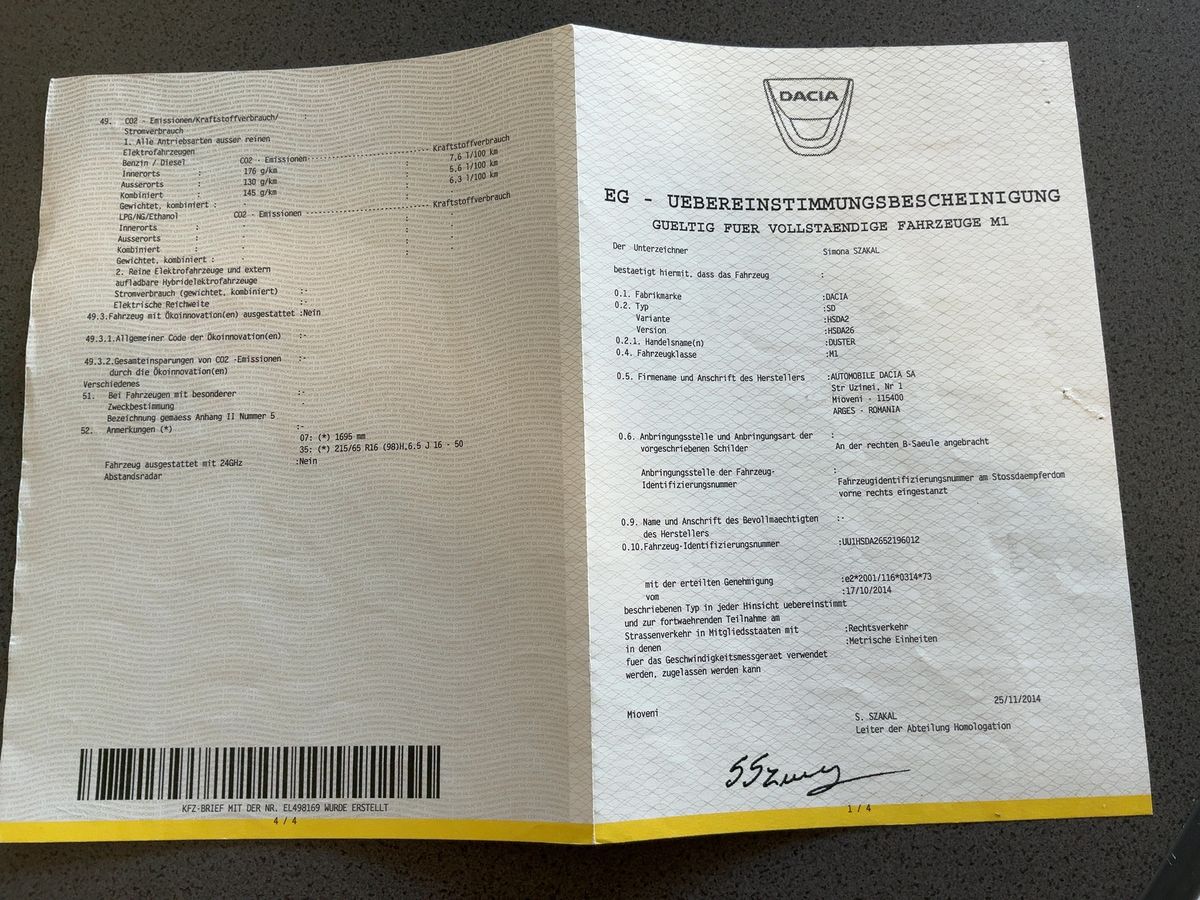 49. CO2 - Emissionen/Kraftstoffverbrauch/ :
Stromverbrauch
1. Alle Antriebsarten ausser reinen
Elektrofahrzeugen
Benzin / Diesel CO2 - Emissionen Kraftstoffverbrauch
Innerorts : 176 g/km : 7,6 l/100 km
Ausserorts : 130 g/km : 5,6 l/100 km
Kombiniert : 145 g/km : 6,3 l/100 km
Gewichtet, kombiniert : - : -
LPG/NG/Ethanol CO2 - Emissionen Kraftstoffverbrauch
Innerorts : - : -
Ausserorts : - : -
Kombiniert : - : -
Gewichtet, kombiniert : - : -
2. Reine Elektrofahrzeuge und extern
aufladbare Hybridelektrofahrzeuge
Stromverbrauch (gewichtet, kombiniert) :-
Elektrische Reichweite :-
49.3.Fahrzeug mit Ökoinnovation(en) ausgestattet :Nein
49.3.1.Allgemeiner Code der Ökoinnovation(en) :-
49.3.2.Gesamteinsparungen von CO2 -Emissionen :-
durch die Ökoinnovation(en)
Verschiedenes
51. Bei Fahrzeugen mit besonderer :-
Zweckbestimmung
Bezeichnung gemaess Anhang II Nummer 5
52. Anmerkungen (*) :-
07: (*) 1695 mm
35: (*) 215/65 R16 (98)H,6.5 J 16 - 50
Fahrzeug ausgestattet mit 24GHz :Nein
Abstandsradar
KFZ-BRIEF MIT DER NR. EL498169 WURDE ERSTELLT
4 / 4
DACIA
EG - UEBEREINSTIMMUNGSBESCHEINIGUNG
GUELTIG FUER VOLLSTAENDIGE FAHRZEUGE M1
Der Unterzeichner Simona SZAKAL
bestaetigt hiermit, dass das Fahrzeug :
0.1. Fabrikmarke :DACIA
0.2. Typ :SD
Variante :HSDA2
Version :HSDA26
0.2.1. Handelsname(n) :DUSTER
0.4. Fahrzeugklasse :M1
0.5. Firmename und Anschrift des Herstellers :AUTOMOBILE DACIA SA
Str Uzinei, Nr 1
Mioveni - 115400
ARGES - ROMANIA
0.6. Anbringungsstelle und Anbringungsart der :
vorgeschriebenen Schilder An der rechten B-Saeule angebracht
Anbringungsstelle der Fahrzeug- :
Identifizierungsnummer Fahrzeugidentifizierungsnummer am Stossdaempferdom
vorne rechts eingestanzt
0.9. Name und Anschrift des Bevollmaechtigten :-
des Herstellers
0.10.Fahrzeug-Identifizierungsnummer :UU1HSDA2652196012
mit der erteilten Genehmigung :e2*2001/116*0314*73
vom :17/10/2014
beschriebenen Typ in jeder Hinsicht uebereinstimmt
und zur fortwaehrenden Teilnahme am
Strassenverkehr in Mitgliedsstaaten mit :Rechtsverkehr
in denen :Metrische Einheiten
fuer das Geschwindigkeitsmessgeraet verwendet
werden, zugelassen werden kann
25/11/2014
Mioveni S. SZAKAL
Leiter der Abteilung Homologation
1 / 4